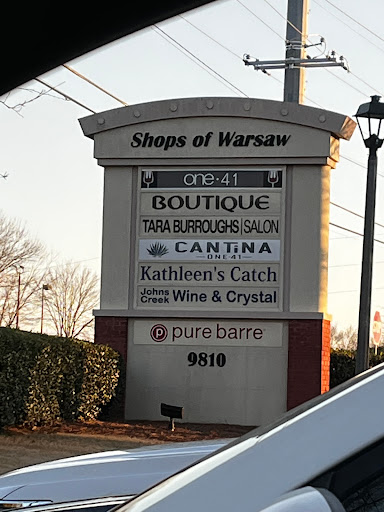 Shops of Warsaw
one•41
BOUTIQUE
TARA BURROUGHS|SALON
CANTiNA
-ONE•41-
Kathleen's Catch
Johns Creek Wine & Crystal
p pure barre
9810